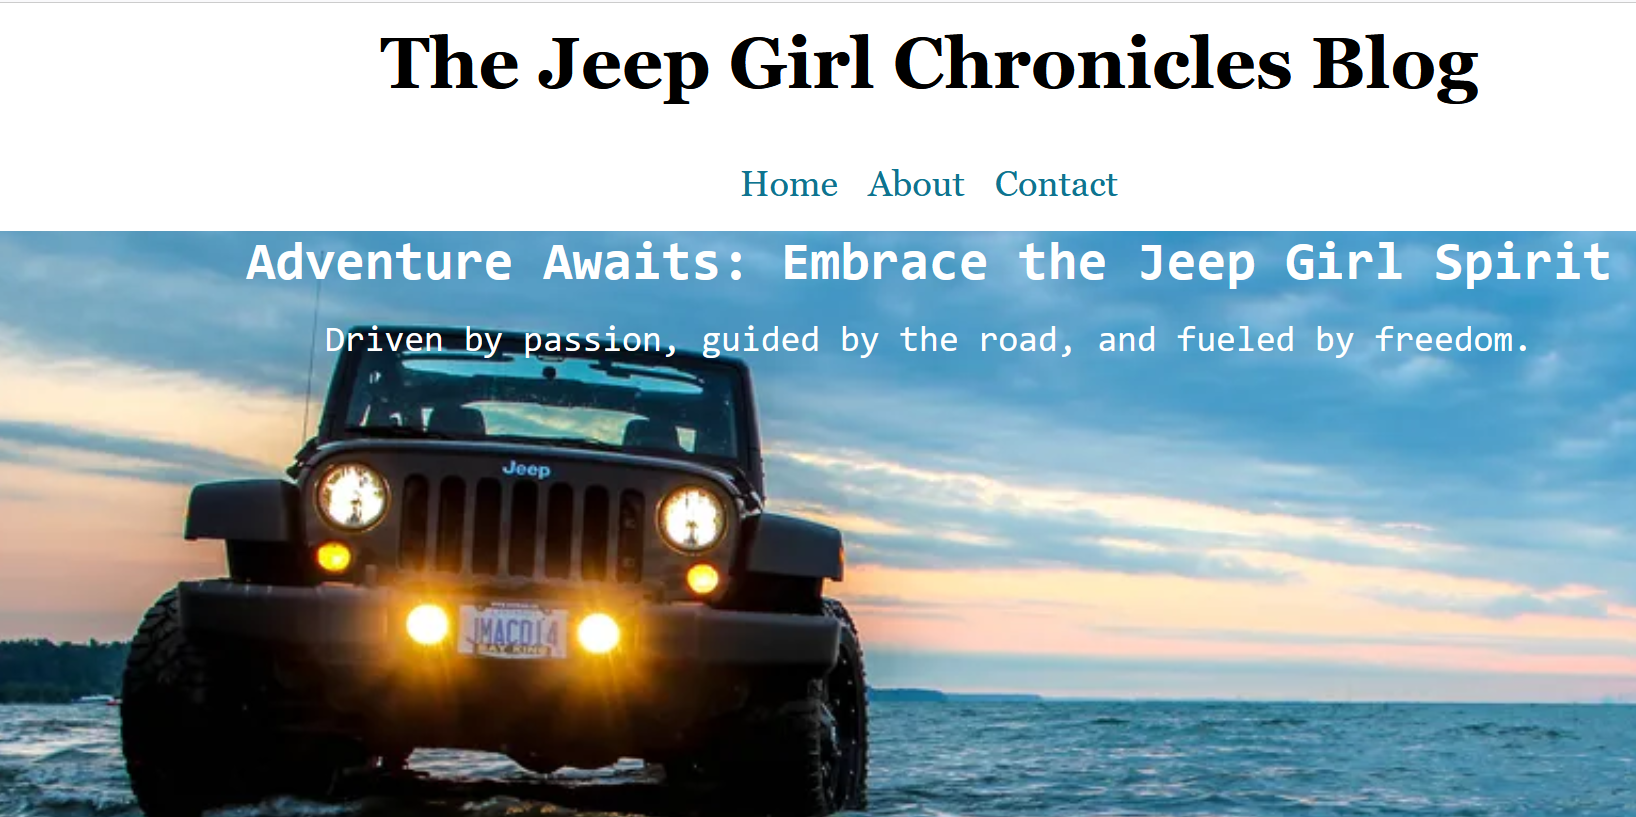 The Jeep Girl Chronicles Blog
Home About Contact
Adventure Awaits: Embrace the Jeep Girl Spirit
Driven by passion, guided by the road, and fueled by freedom.
Jeep